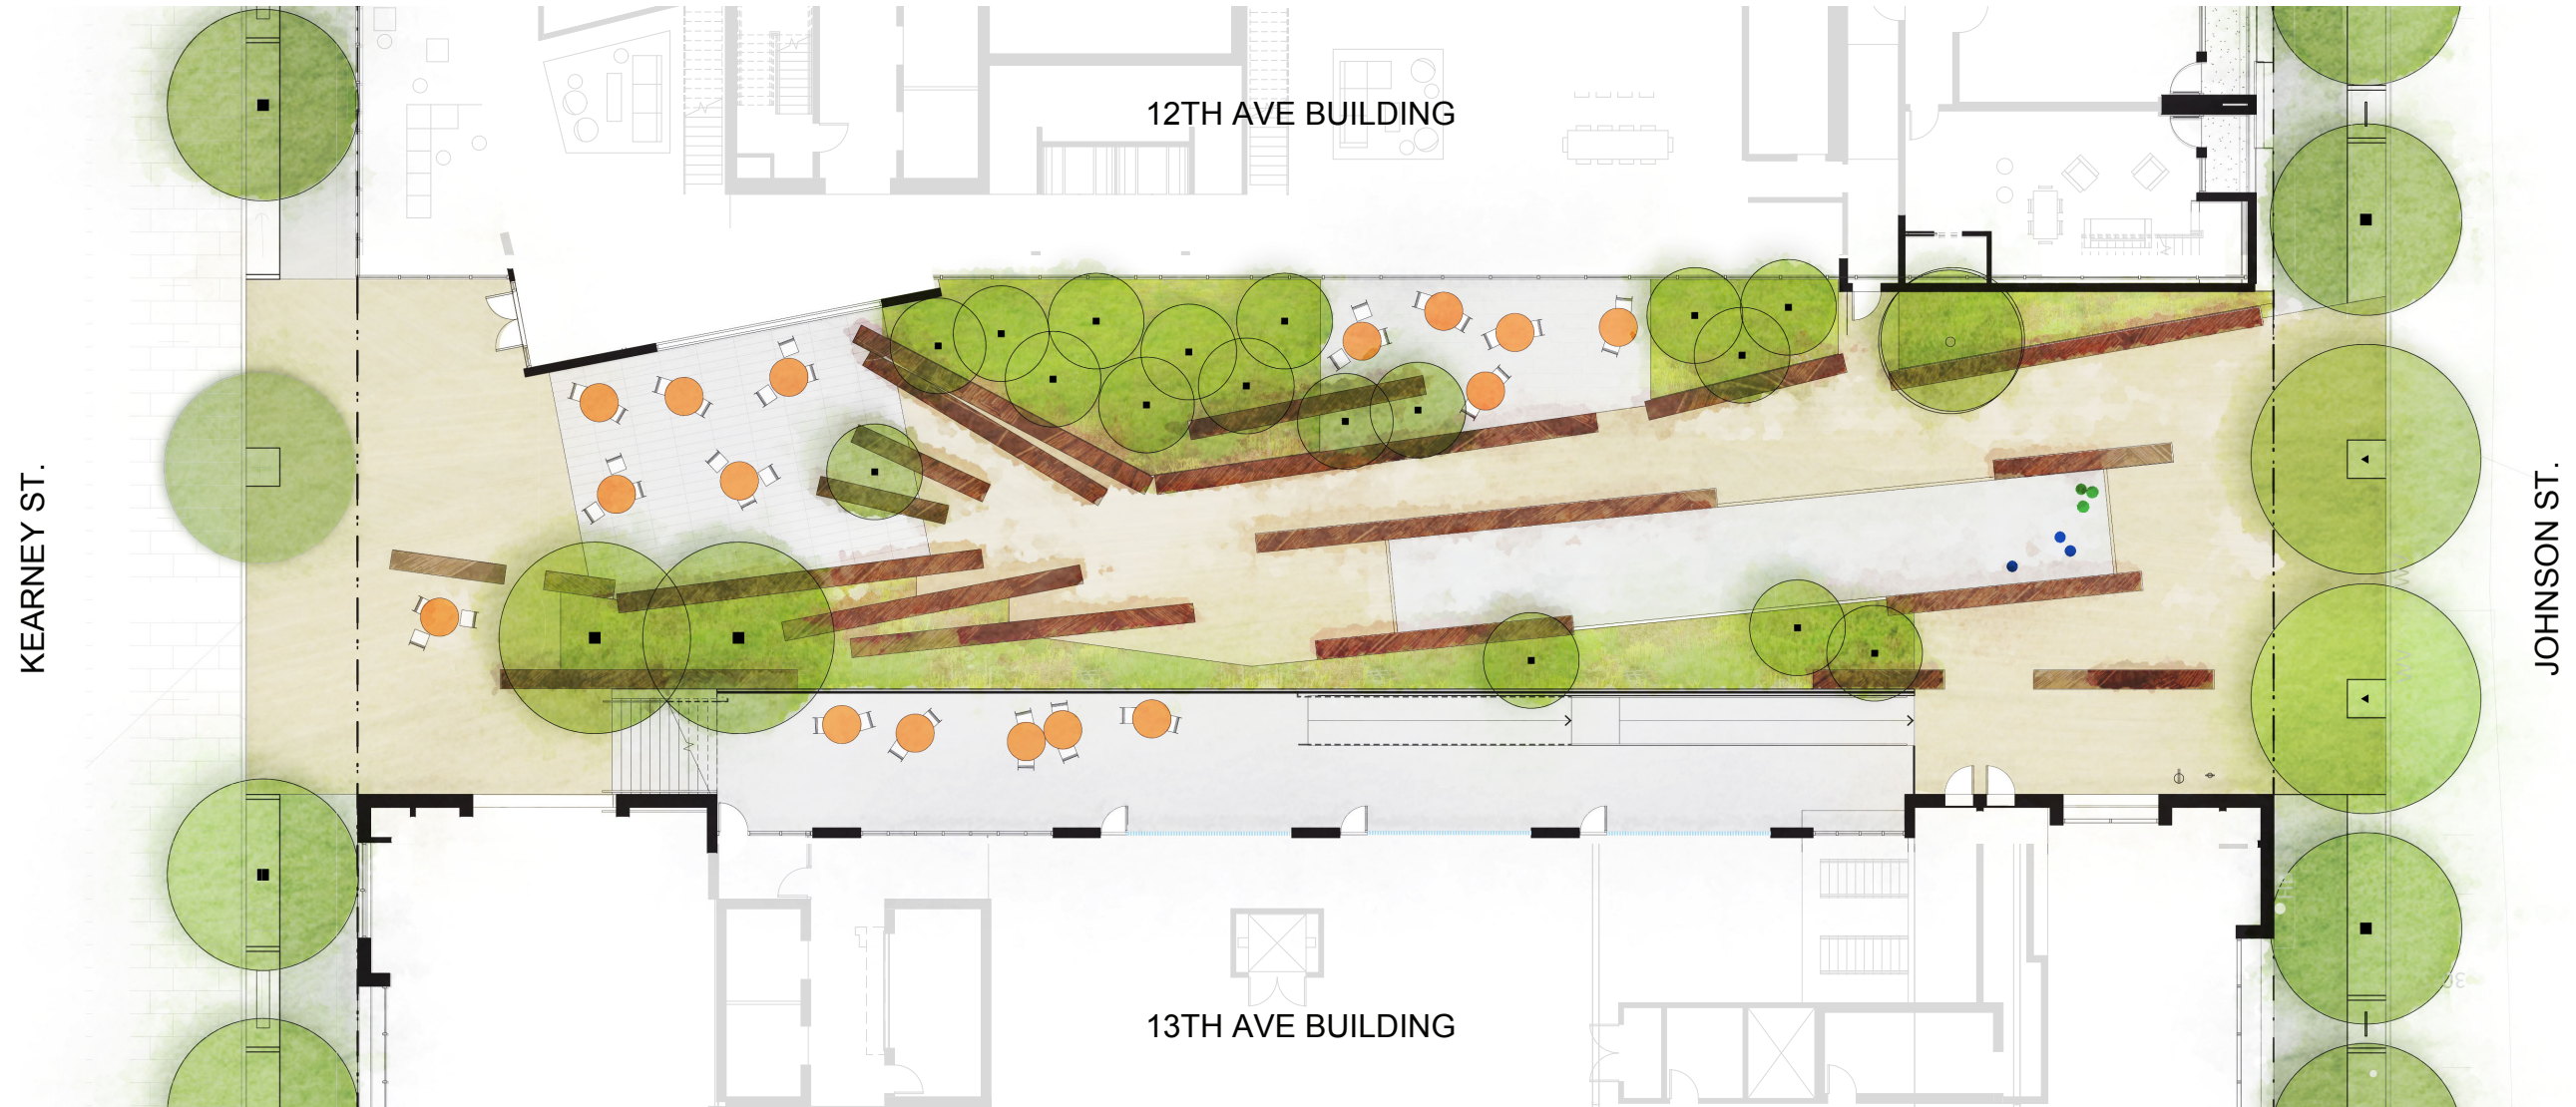 12TH AVE BUILDING
KEARNEY ST.
JOHNSON ST.
13TH AVE BUILDING